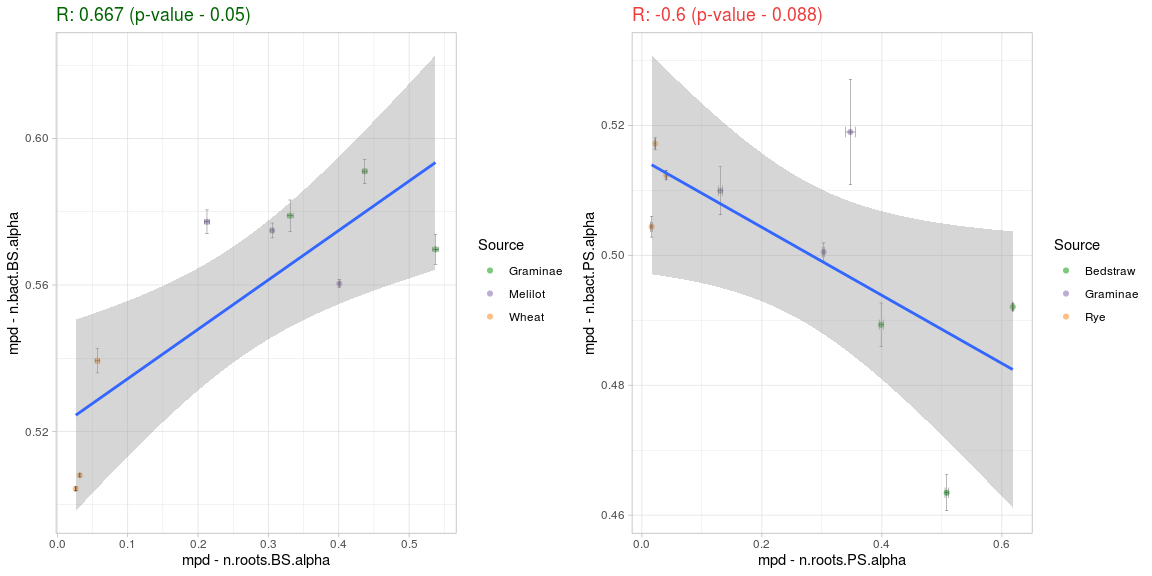 R: 0.667 (p-value - 0.05)
mpd - n.bact.BS.alpha
0.60
0.56
0.52
0.0 0.1 0.2 0.3 0.4 0.5
mpd - n.roots.BS.alpha
Source
Graminae
Melilot
Wheat
R: -0.6 (p-value - 0.088)
mpd - n.bact.PS.alpha
0.52
0.50
0.48
0.46
0.0 0.2 0.4 0.6
mpd - n.roots.PS.alpha
Source
Bedstraw
Graminae
Rye